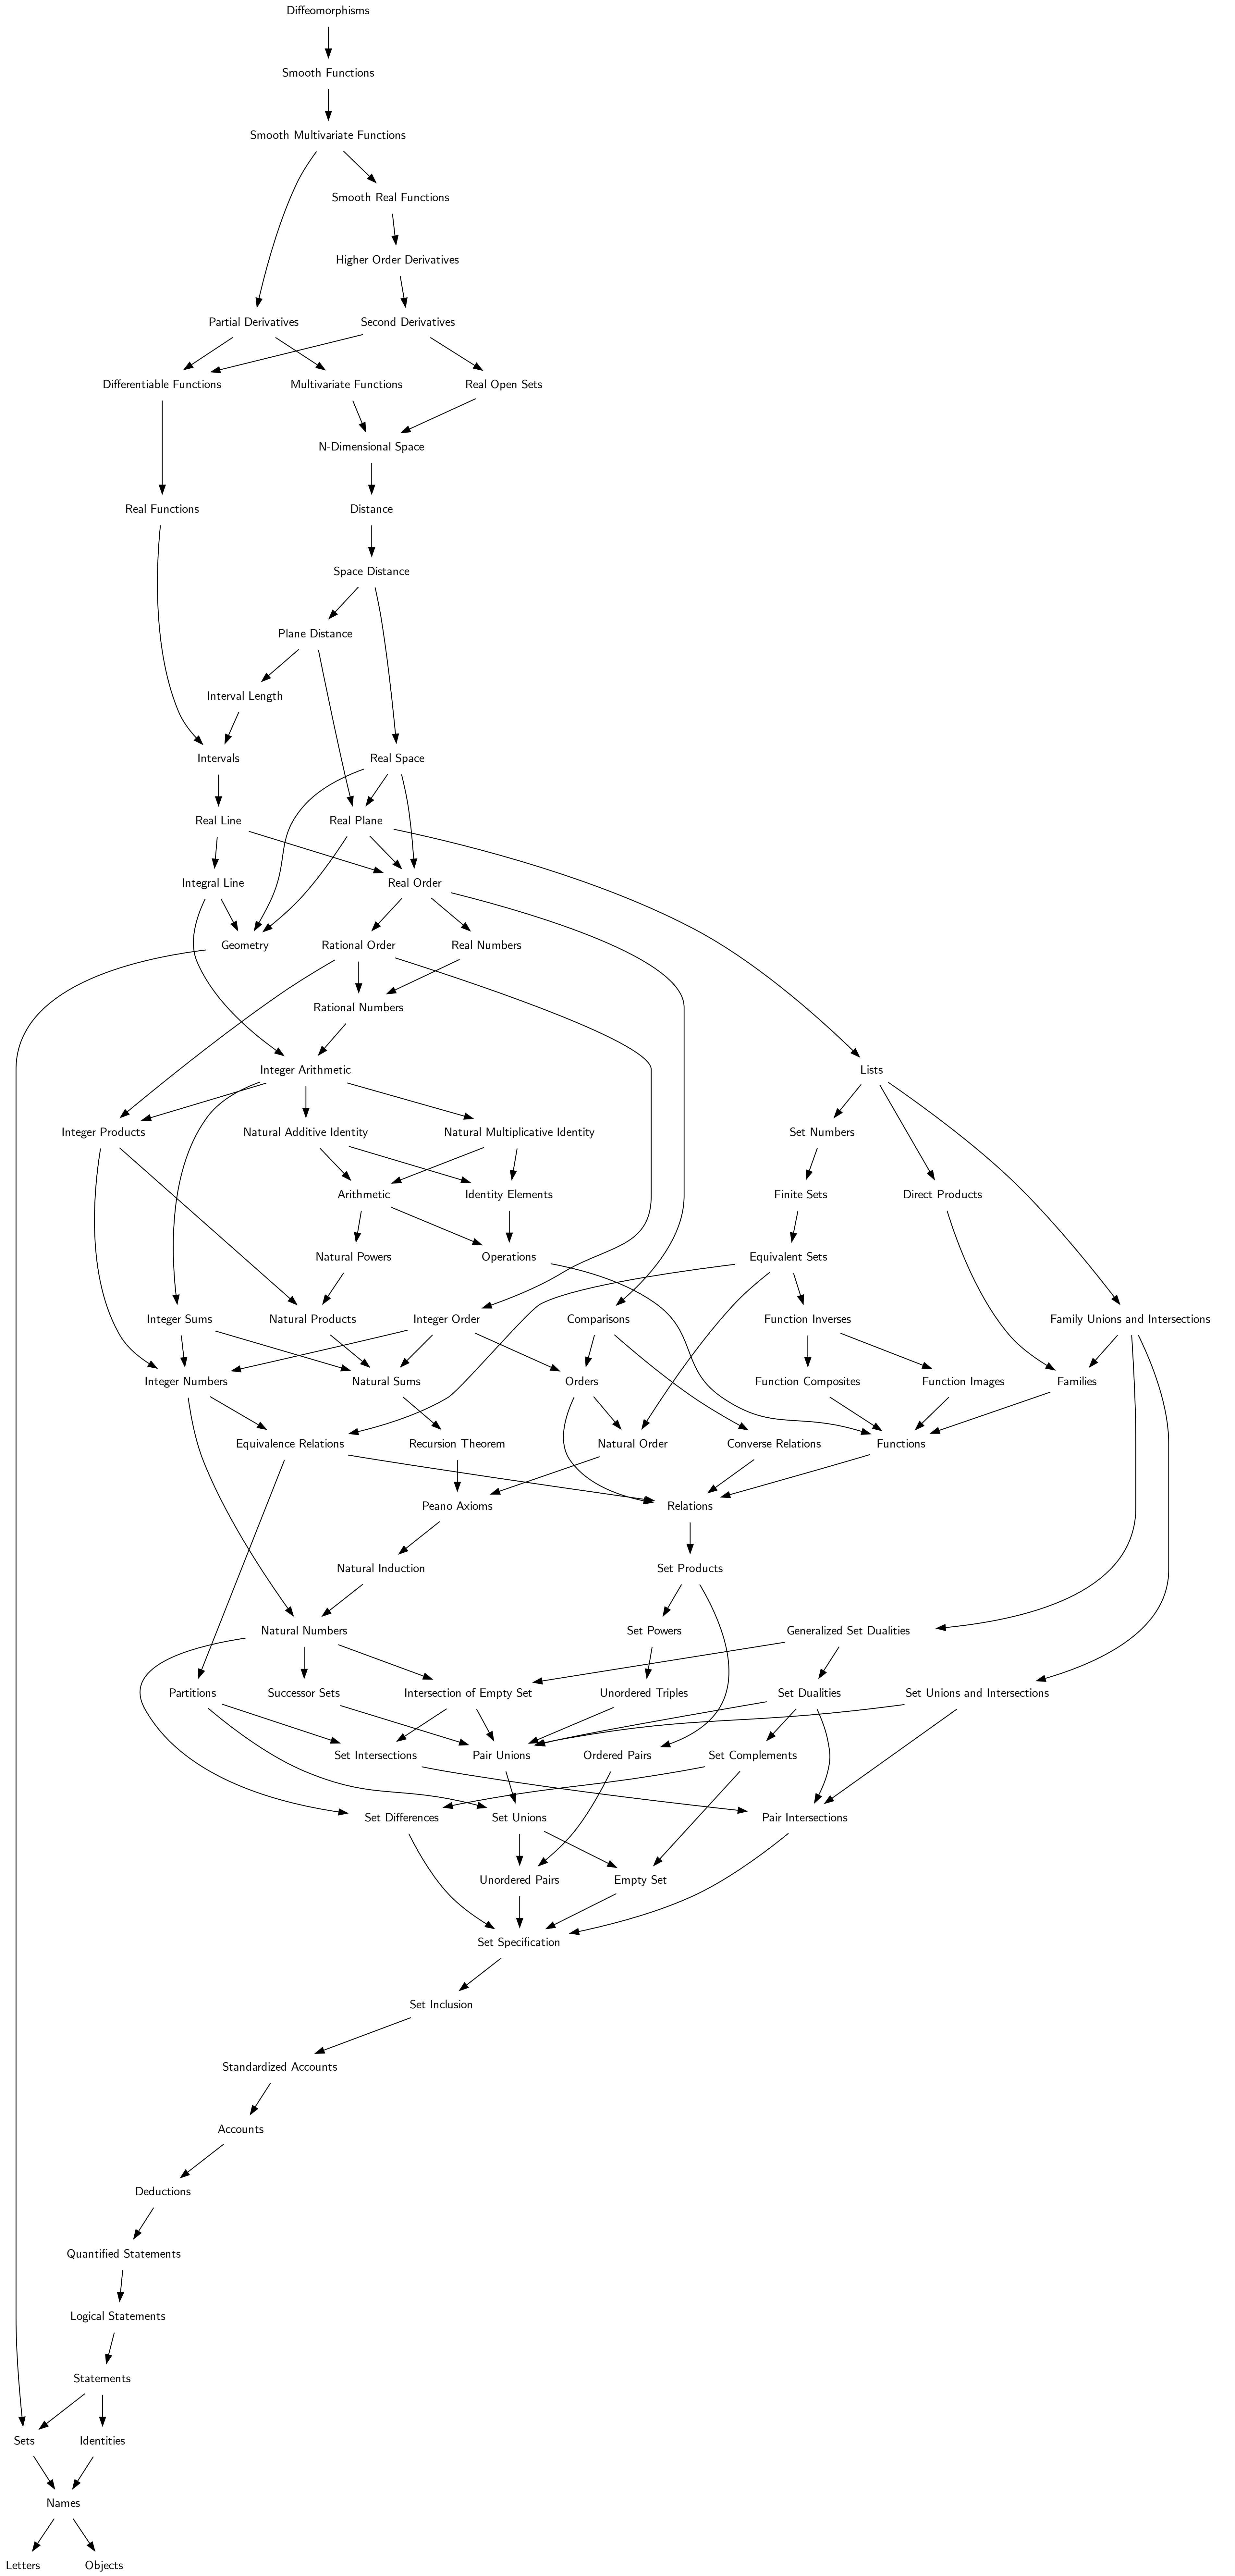 Diffeomorphisms
Smooth Functions
Smooth Multivariate Functions
Smooth Real Functions
Higher Order Derivatives
Partial Derivatives
Second Derivatives
Differentiable Functions
Multivariate Functions
Real Open Sets
N-Dimensional Space
Real Functions
Distance
Space Distance
Plane Distance
Interval Length
Intervals
Real Space
Real Line
Real Plane
Integral Line
Real Order
Geometry
Rational Order
Real Numbers
Rational Numbers
Integer Arithmetic
Lists
Integer Products
Natural Additive Identity
Natural Multiplicative Identity
Set Numbers
Arithmetic
Identity Elements
Finite Sets
Direct Products
Natural Powers
Operations
Equivalent Sets
Integer Sums
Natural Products
Integer Order
Comparisons
Function Inverses
Family Unions and Intersections
Integer Numbers
Natural Sums
Orders
Function Composites
Function Images
Families
Equivalence Relations
Recursion Theorem
Natural Order
Converse Relations
Functions
Peano Axioms
Relations
Natural Induction
Set Products
Natural Numbers
Set Powers
Generalized Set Dualities
Partitions
Successor Sets
Intersection of Empty Set
Unordered Triples
Set Dualities
Set Unions and Intersections
Set Intersections
Pair Unions
Ordered Pairs
Set Complements
Set Differences
Set Unions
Pair Intersections
Unordered Pairs
Empty Set
Set Specification
Set Inclusion
Standardized Accounts
Accounts
Deductions
Quantified Statements
Logical Statements
Statements
Sets
Identities
Names
Letters
Objects